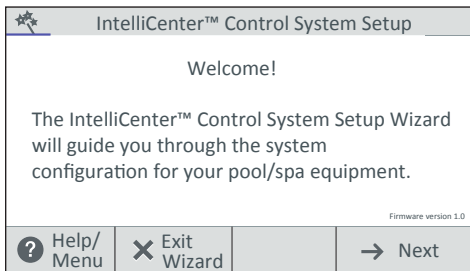 IntelliCenter™ Control System Setup
Welcome!
The IntelliCenter™ Control System Setup Wizard
will guide you through the system
configuration for your pool/spa equipment.
Firmware version 1.0
? Help/
Menu
Exit
Wizard
Next